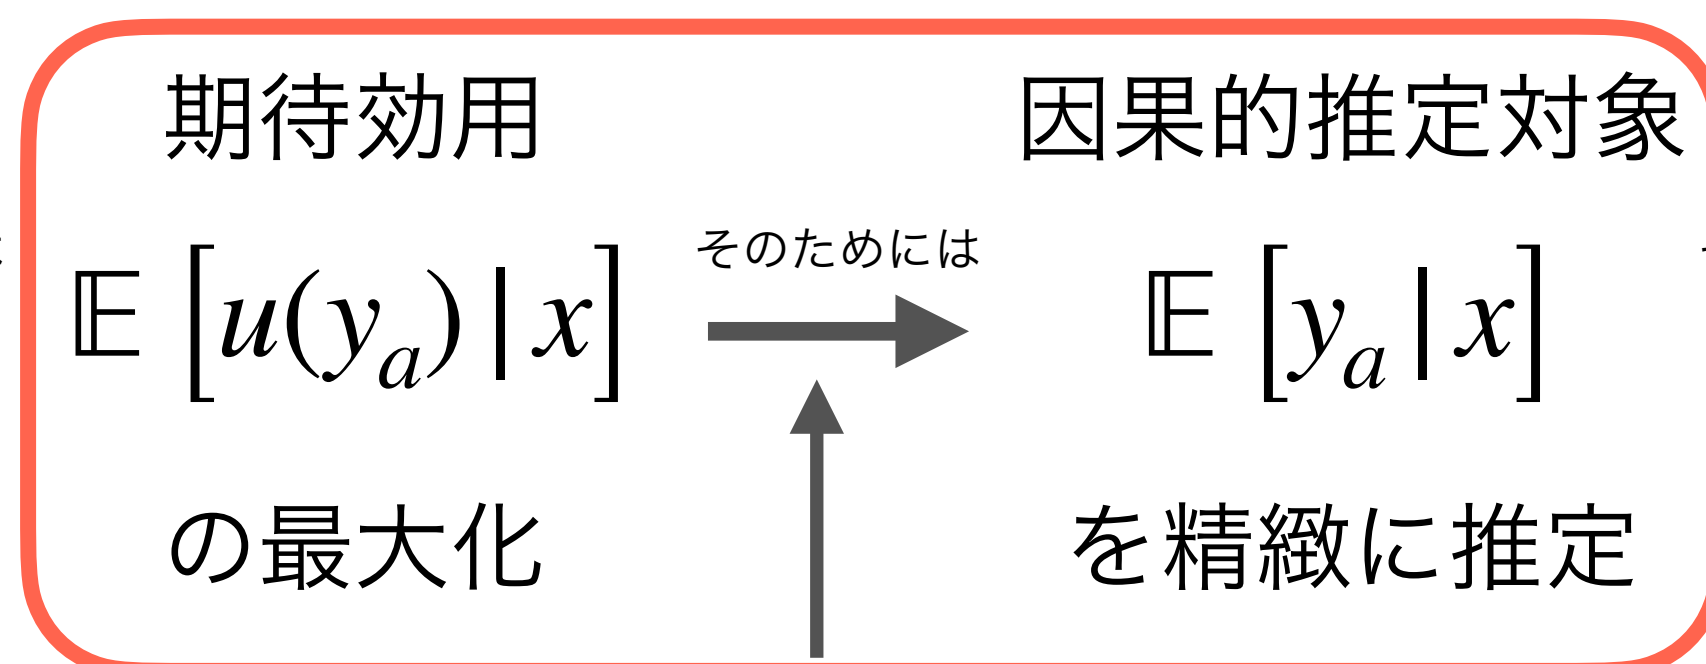 期待効用
因果的推定対象
そのためには
𝔼 [u(y_a) | x]
𝔼 [y_a | x]
の最大化
を精緻に推定